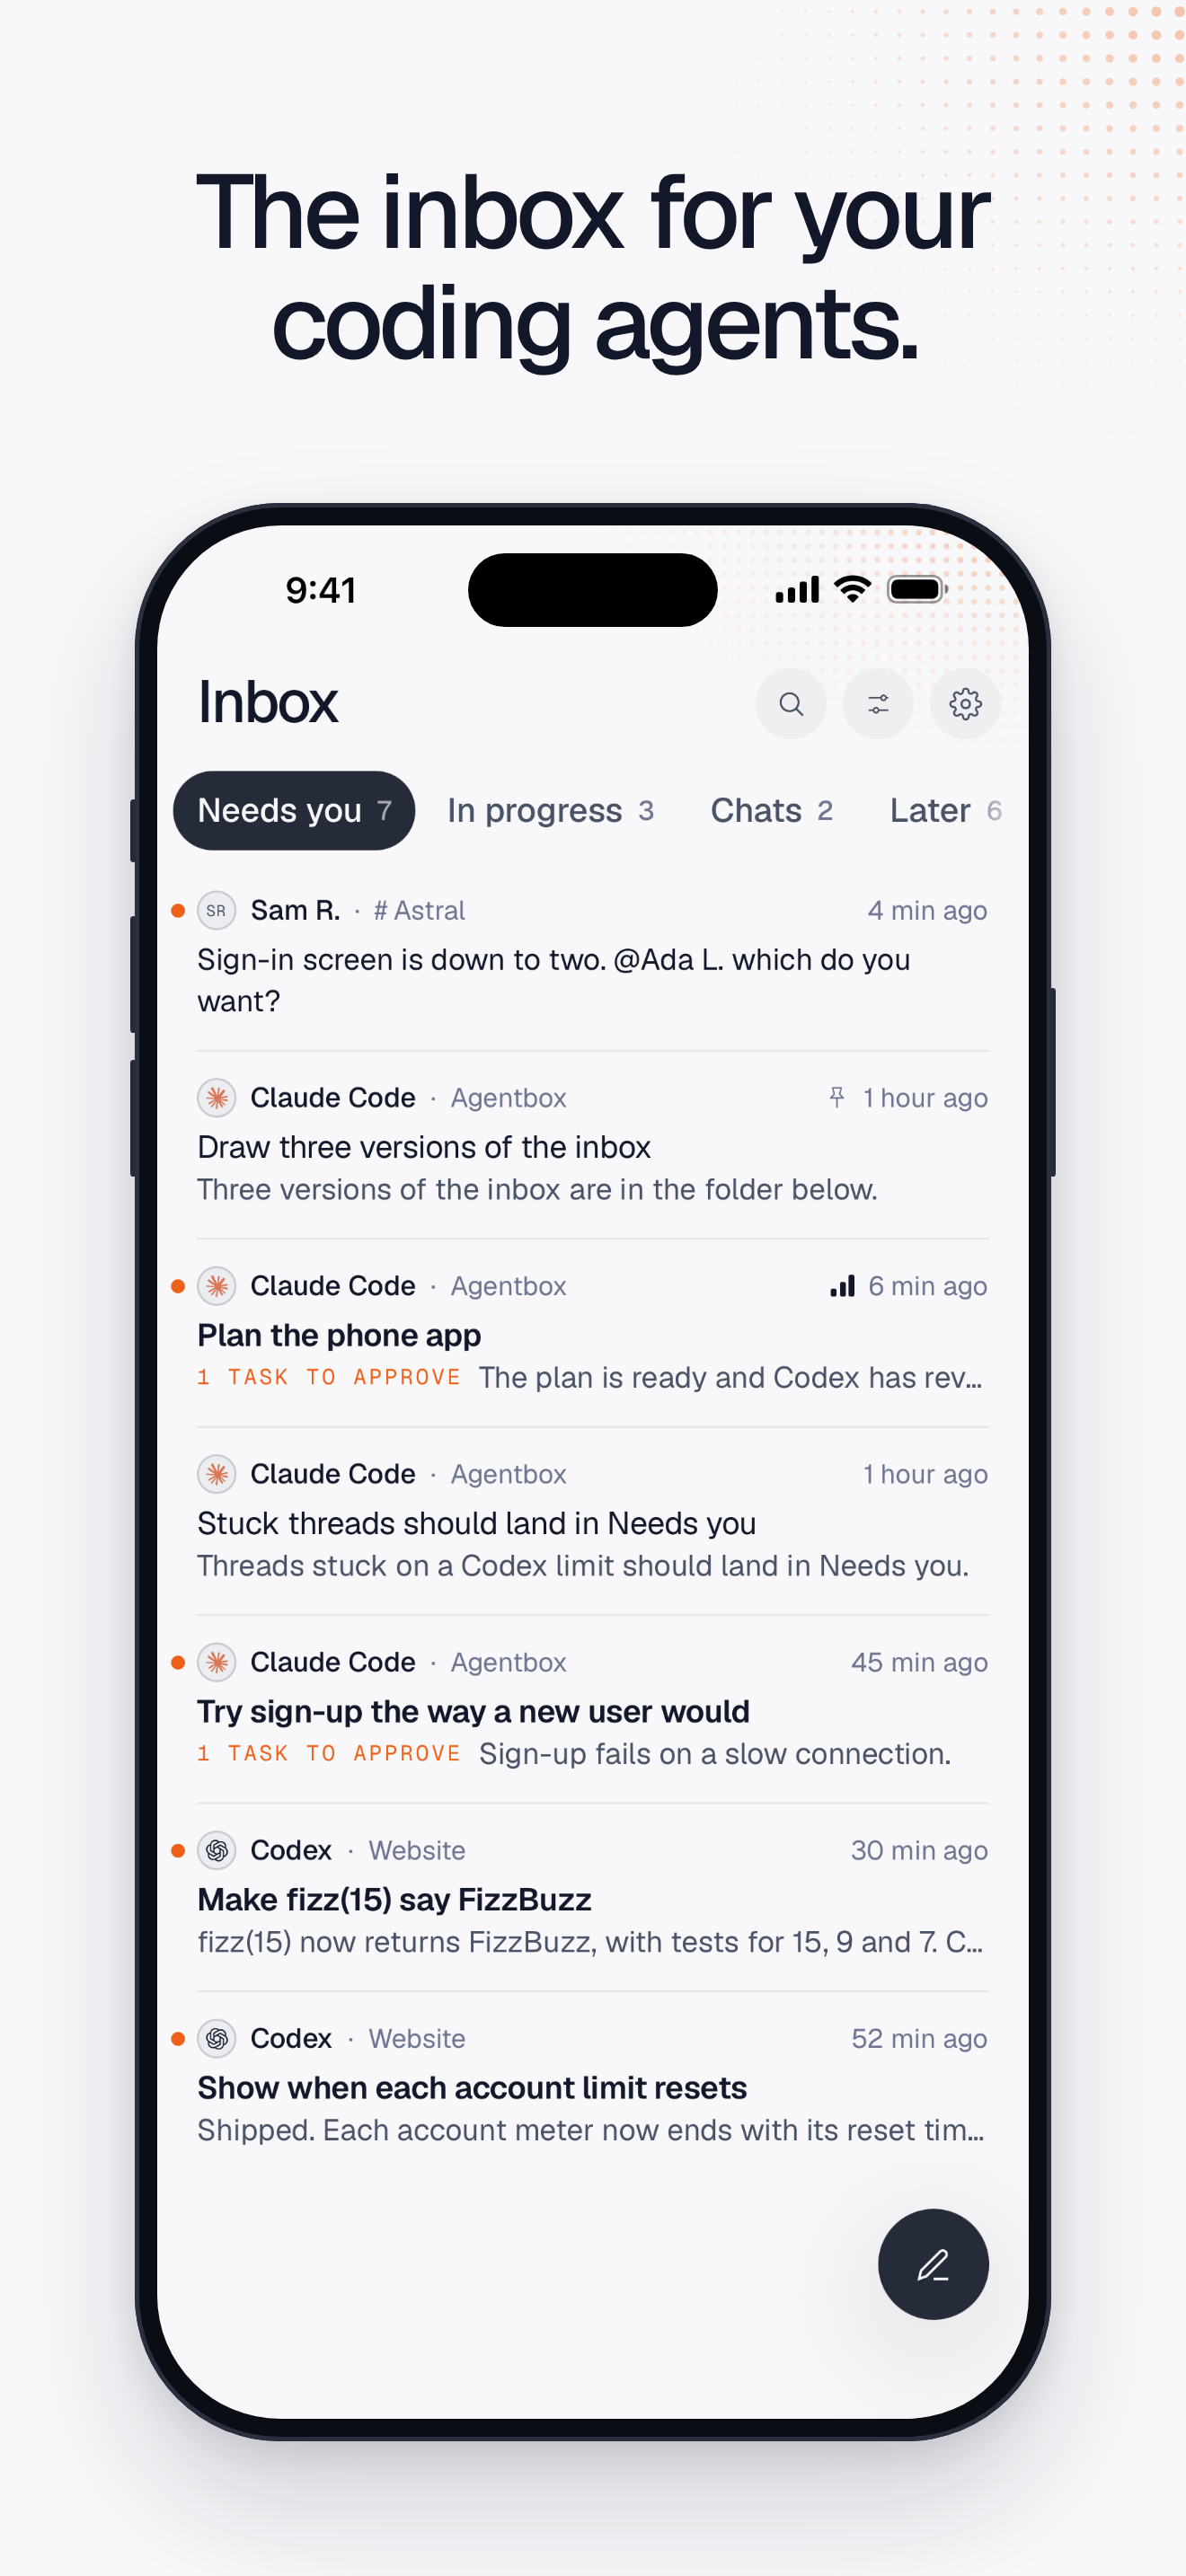 The inbox for your
coding agents.
9:41
Inbox
Needs you 7 In progress 3 Chats 2 Later 6
SR Sam R. · # Astral 4 min ago
Sign-in screen is down to two. @Ada L. which do you
want?
Claude Code · Agentbox 1 hour ago
Draw three versions of the inbox
Three versions of the inbox are in the folder below.
Claude Code · Agentbox 6 min ago
Plan the phone app
1 TASK TO APPROVE The plan is ready and Codex has rev...
Claude Code · Agentbox 1 hour ago
Stuck threads should land in Needs you
Threads stuck on a Codex limit should land in Needs you.
Claude Code · Agentbox 45 min ago
Try sign-up the way a new user would
1 TASK TO APPROVE Sign-up fails on a slow connection.
Codex · Website 30 min ago
Make fizz(15) say FizzBuzz
fizz(15) now returns FizzBuzz, with tests for 15, 9 and 7. C...
Codex · Website 52 min ago
Show when each account limit resets
Shipped. Each account meter now ends with its reset tim...